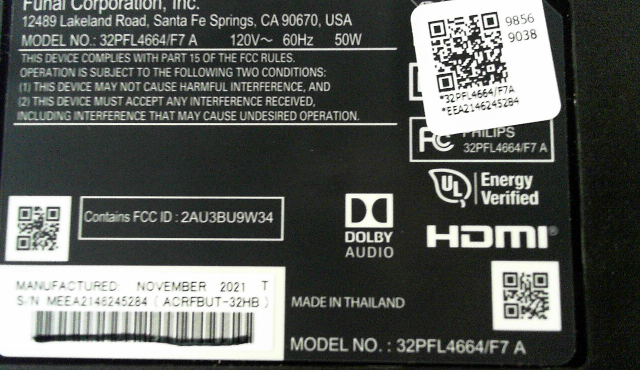 Funai Corporation, Inc.
12489 Lakeland Road, Santa Fe Springs, CA 90670, USA
MODEL NO.: 32PFL4664/F7 A 120V~ 60Hz 50W
THIS DEVICE COMPLIES WITH PART 15 OF THE FCC RULES.
OPERATION IS SUBJECT TO THE FOLLOWING TWO CONDITIONS:
(1) THIS DEVICE MAY NOT CAUSE HARMFUL INTERFERENCE, AND
(2) THIS DEVICE MUST ACCEPT ANY INTERFERENCE RECEIVED,
INCLUDING INTERFERENCE THAT MAY CAUSE UNDESIRED OPERATION.
9856
9038
*32PFL4664/F7A
*EEA2146245284
FC PHILIPS
32PFL4664/F7 A
UL Energy
Verified
Contains FCC ID : 2AU3BU9W34
DOLBY
AUDIO
HDMI®
MANUFACTURED: NOVEMBER 2021 T
S/N MEEA2146245284 ( ACRFBUT-32HB )
MADE IN THAILAND
MODEL NO. : 32PFL4664/F7 A